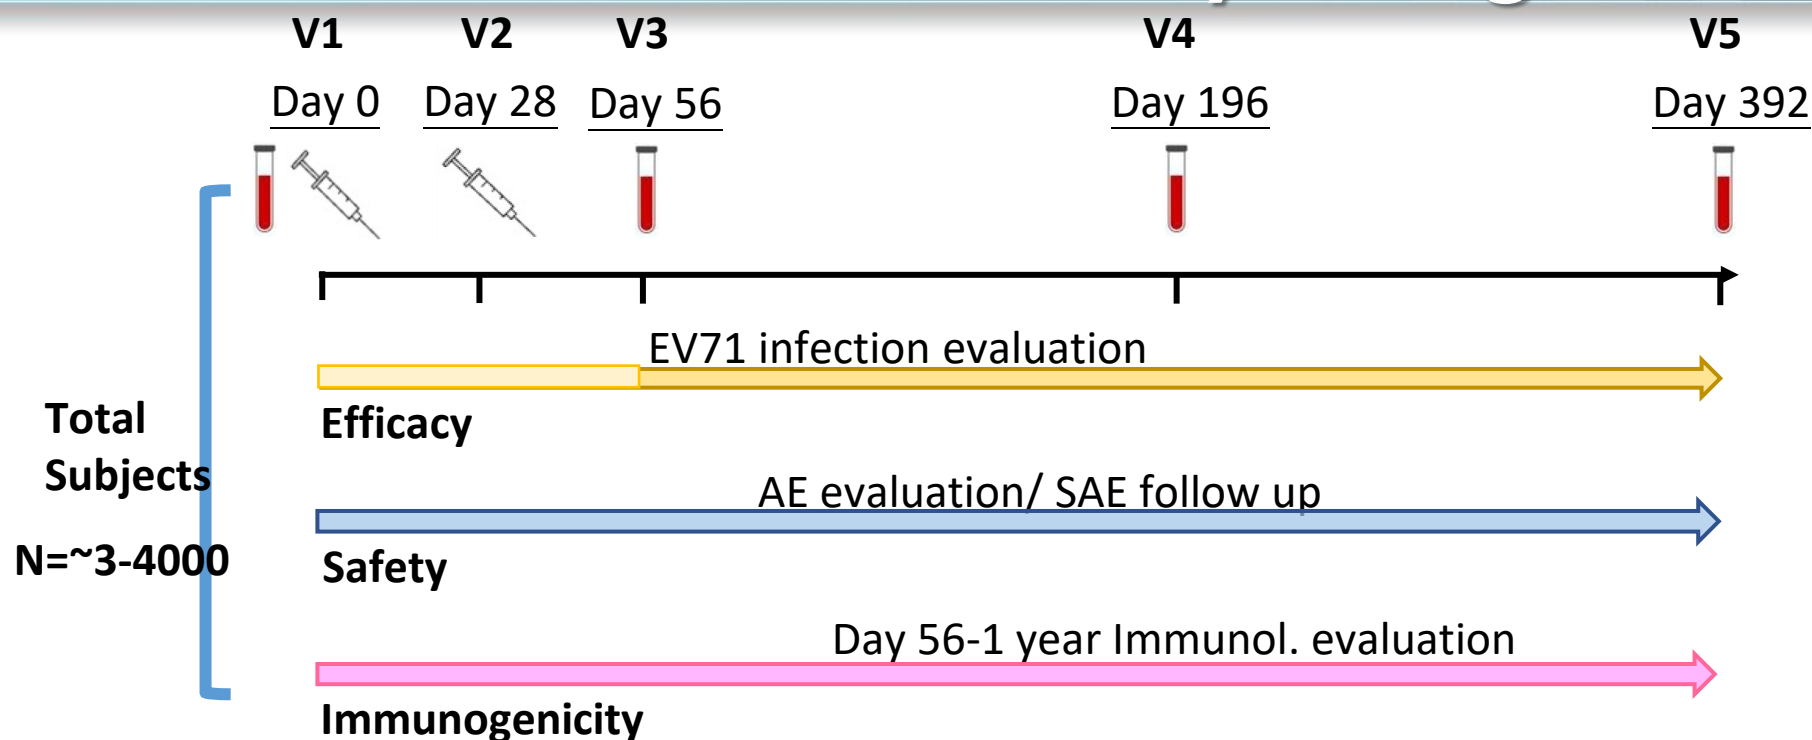 V1 V2 V3 V4 V5
Day 0 Day 28 Day 56 Day 196 Day 392
EV71 infection evaluation
Efficacy
Total
Subjects
N=~3-4000
AE evaluation/ SAE follow up
Safety
Day 56-1 year Immunol. evaluation
Immunogenicity